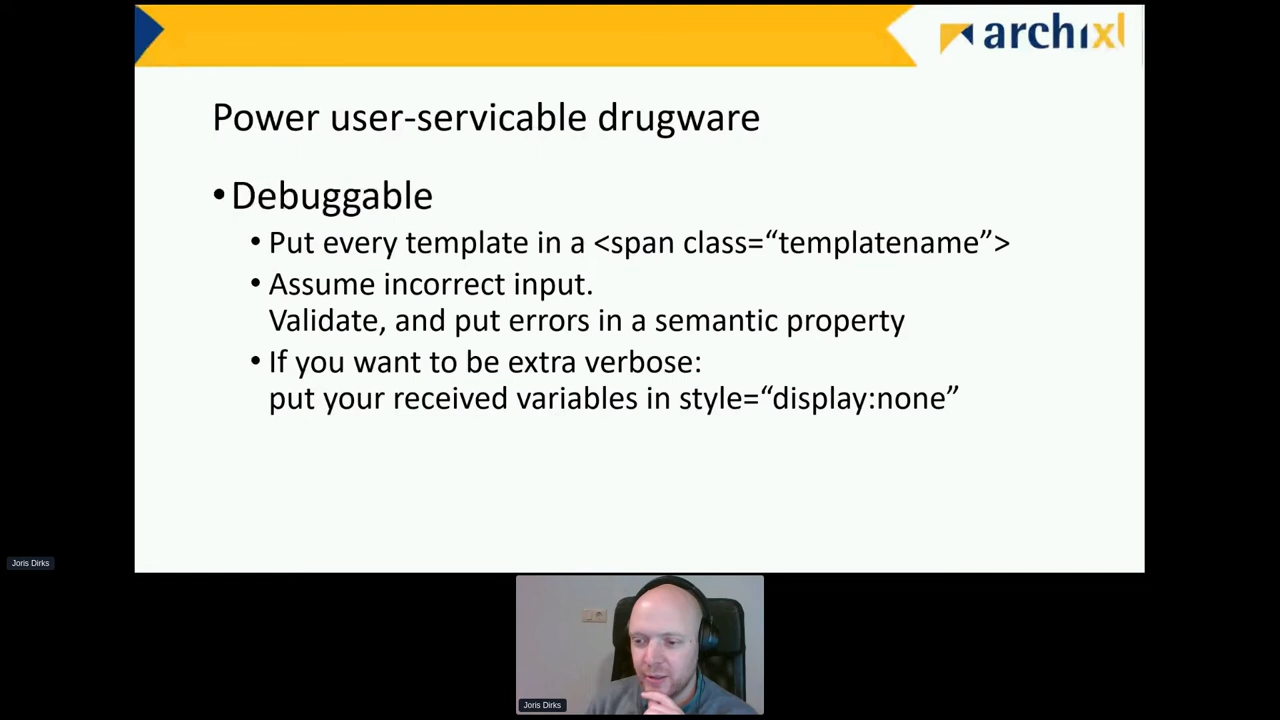 archixl
Power user-servicable drugware
•Debuggable
•Put every template in a <span class=“templatename”>
•Assume incorrect input.
Validate, and put errors in a semantic property
•If you want to be extra verbose:
put your received variables in style=“display:none”
Joris Dirks
Joris Dirks